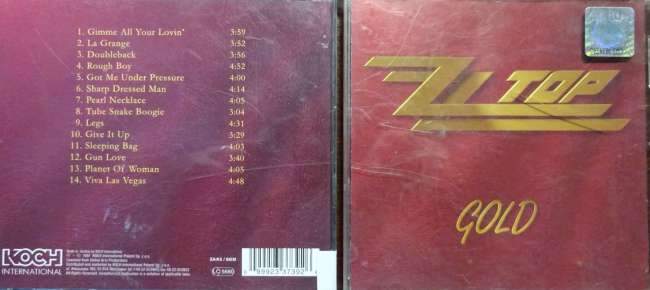 1. Gimme All Your Lovin' 3:59
2. La Grange 3:52
3. Doubleback 3:56
4. Rough Boy 4:52
5. Got Me Under Pressure 4:00
6. Sharp Dressed Man 4:14
7. Pearl Necklace 4:05
8. Tube Snake Boogie 3:04
9. Legs 4:31
10. Give It Up 3:29
11. Sleeping Bag 4:03
12. Gun Love 3:40
13. Planet Of Woman 4:05
14. Viva Las Vegas 4:48
KOCH
INTERNATIONAL
ZZ TOP
GOLD